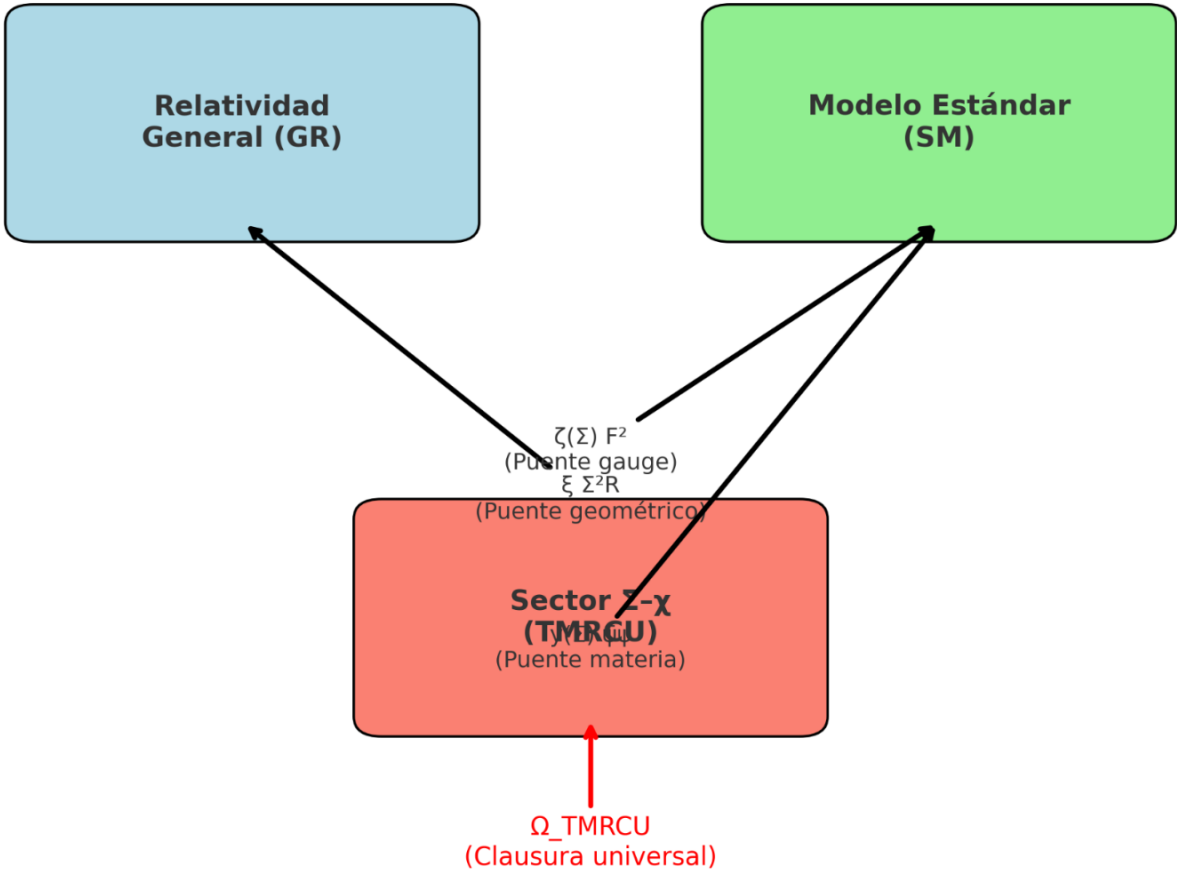 Relatividad
General (GR)
Modelo Estándar
(SM)
ζ(Σ) F²
(Puente gauge)
ξ Σ²R
(Puente geométrico)
Sector Σ–χ
(TMRCU)
(Puente materia)
Ω_TMRCU
(Clausura universal)